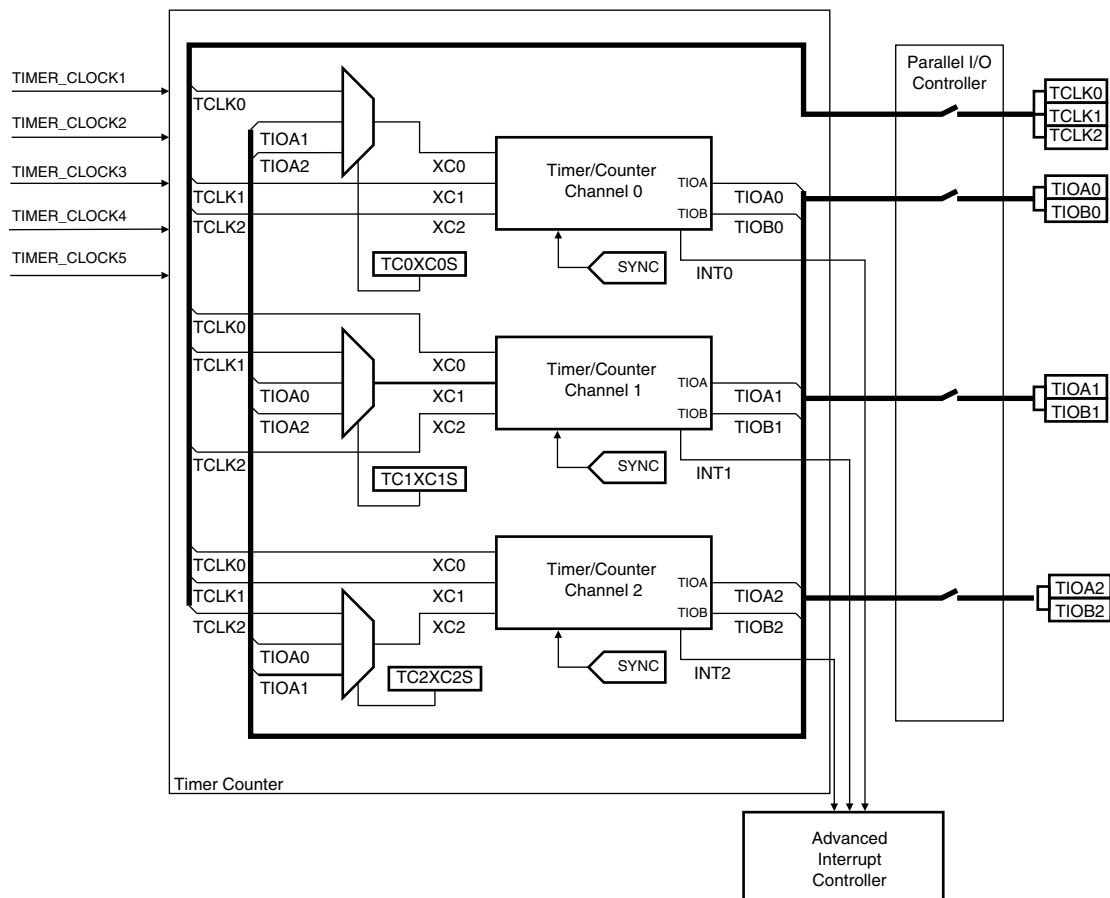 TIMER_CLOCK1
TIMER_CLOCK2
TIMER_CLOCK3
TIMER_CLOCK4
TIMER_CLOCK5
TCLK0
TIOA1
TIOA2
TCLK1
TCLK2
XC0
XC1
XC2
TC0XC0S
Timer/Counter
Channel 0
TIOA
TIOB
TIOA0
TIOB0
SYNC
INT0
TCLK0
TCLK1
TIOA0
TIOA2
TCLK2
XC0
XC1
XC2
TC1XC1S
Timer/Counter
Channel 1
TIOA
TIOB
TIOA1
TIOB1
SYNC
INT1
TCLK0
TCLK1
TCLK2
TIOA0
TIOA1
XC0
XC1
XC2
TC2XC2S
Timer/Counter
Channel 2
TIOA
TIOB
TIOA2
TIOB2
SYNC
INT2
Timer Counter
Parallel I/O
Controller
TCLK0
TCLK1
TCLK2
TIOA0
TIOB0
TIOA1
TIOB1
TIOA2
TIOB2
Advanced
Interrupt
Controller